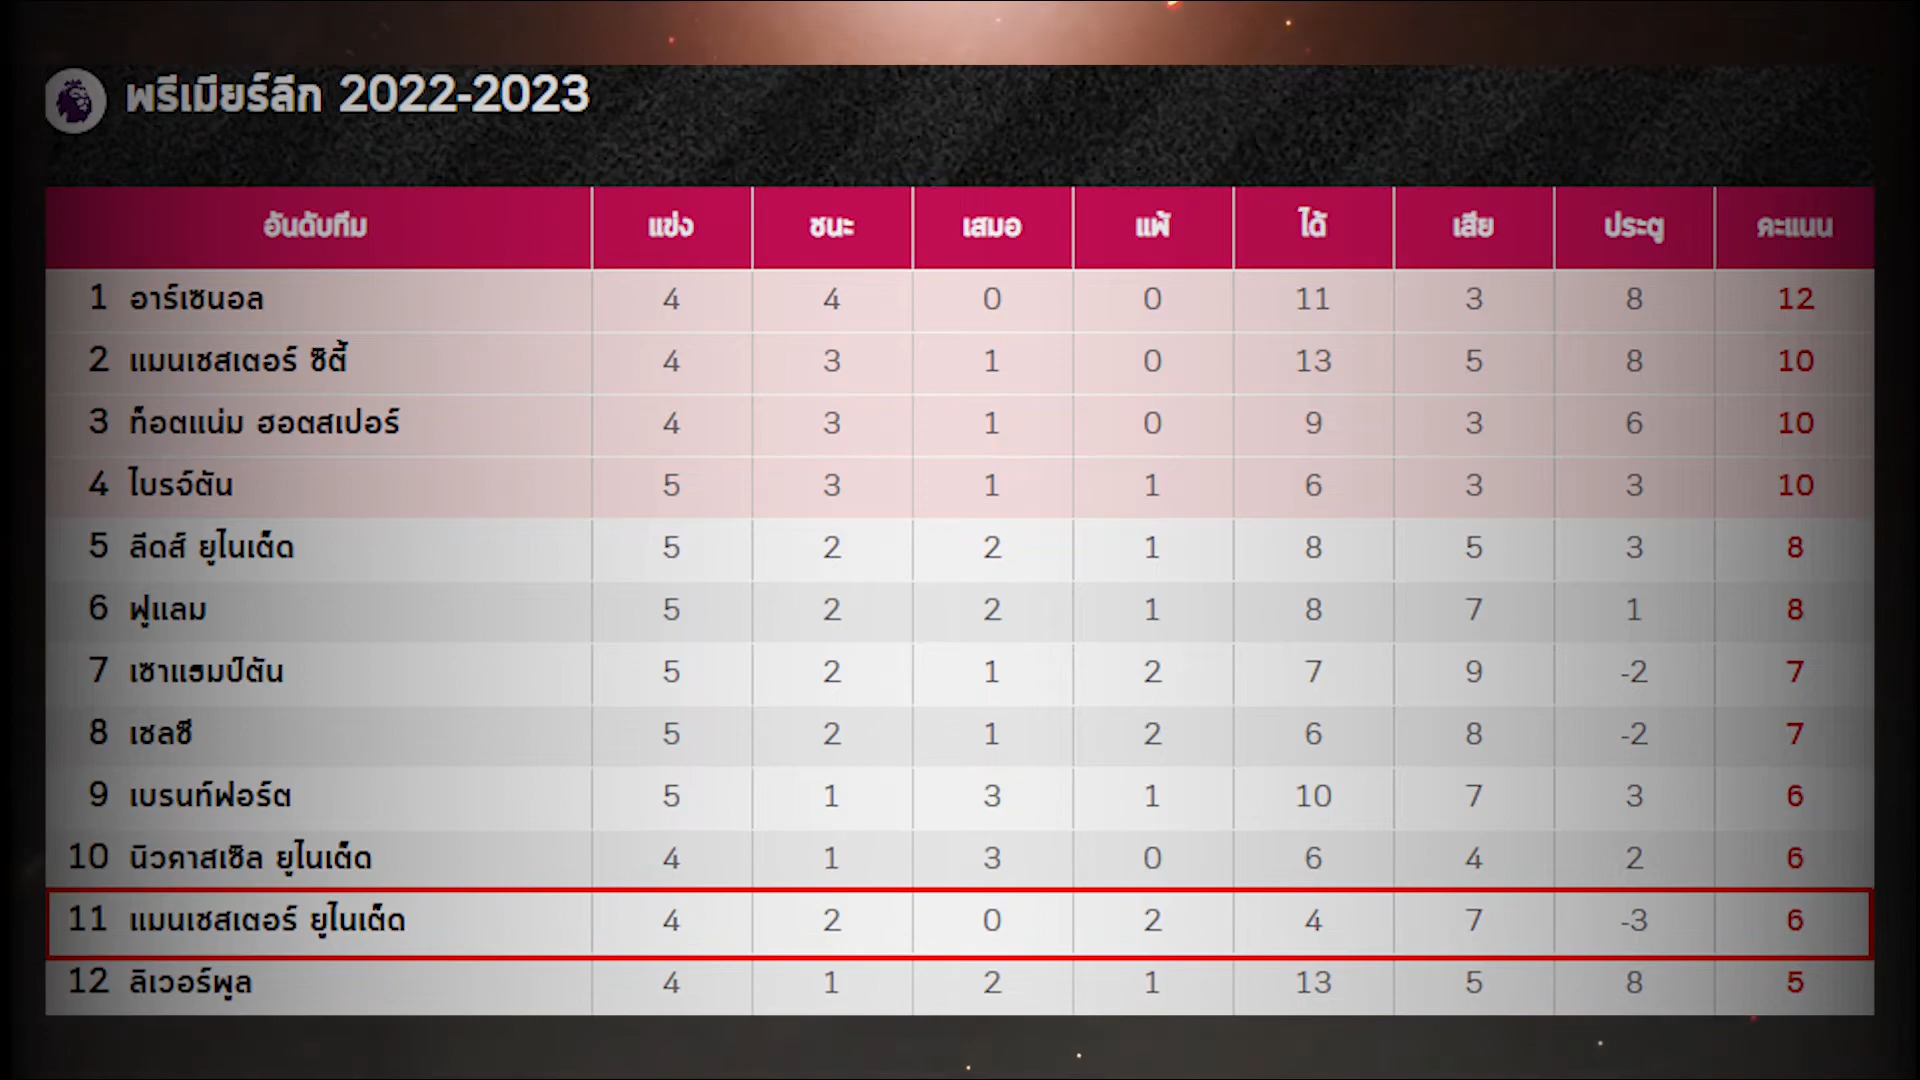 พรีเมียร์ลีก 2022-2023
อันดับทีม แข่ง ชนะ เสมอ แพ้ ได้ เสีย ประตู คะแนน
1 อาร์เซนอล 4 4 0 0 11 3 8 12
2 แมนเชสเตอร์ ซิตี้ 4 3 1 0 13 5 8 10
3 ท็อตแน่ม ฮอตสเปอร์ 4 3 1 0 9 3 6 10
4 ไบรจ์ตัน 5 3 1 1 6 3 3 10
5 ลีดส์ ยูไนเต็ด 5 2 2 1 8 5 3 8
6 ฟูแลม 5 2 2 1 8 7 1 8
7 เซาแธมป์ตัน 5 2 1 2 7 9 -2 7
8 เชลซี 5 2 1 2 6 8 -2 7
9 เบรนท์ฟอร์ต 5 1 3 1 10 7 3 6
10 นิวคาสเซิล ยูไนเต็ด 4 1 3 0 6 4 2 6
11 แมนเชสเตอร์ ยูไนเต็ด 4 2 0 2 4 7 -3 6
12 ลิเวอร์พูล 4 1 2 1 13 5 8 5